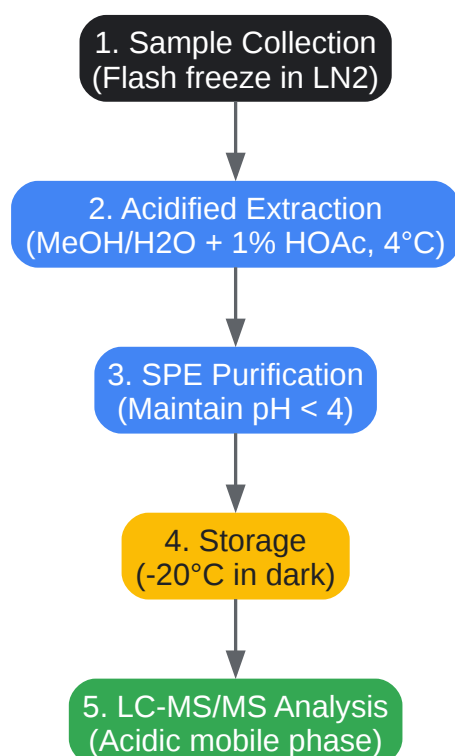 1. Sample Collection
(Flash freeze in LN2)
2. Acidified Extraction
(MeOH/H2O + 1% HOAc, 4°C)
3. SPE Purification
(Maintain pH < 4)
4. Storage
(-20°C in dark)
5. LC-MS/MS Analysis
(Acidic mobile phase)